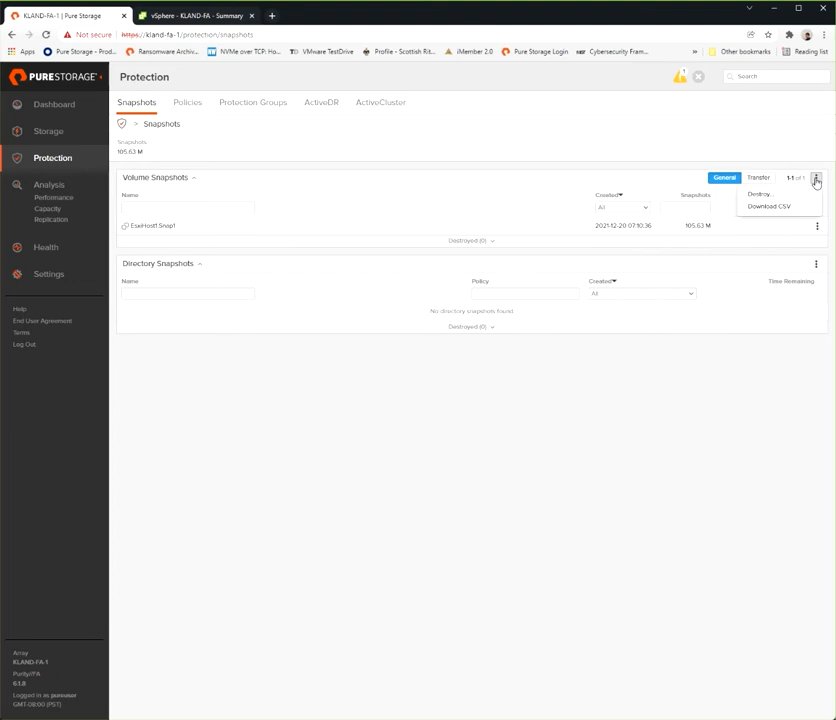 KLAND-FA-1 | Pure Storage
vSphere - KLAND-FA - Summary
Not secure
https://kland-fa-1/protection/snapshots
Apps
Pure Storage - Prod...
Ransomware Archiv...
NVMe over TCP: Ho...
VMware TestDrive
Profile - Scottish Rit...
iMember 2.0
Pure Storage Login
Cybersecurity Fram...
Other bookmarks
Reading list
PURESTORAGE
Protection
1
Search
Dashboard
Storage
Protection
Analysis
Performance
Capacity
Replication
Health
Settings
Help
End User Agreement
Terms
Log Out
Snapshots
Policies
Protection Groups
ActiveDR
ActiveCluster
> Snapshots
Snapshots
105.63 M
Volume Snapshots
General
Transfer
1-1 of 1
Destroy...
Download CSV
Name
Created
Snapshots
All
EsxiHost1.Snap1
2021-12-20 07:10:36
105.63 M
Destroyed (0)
Directory Snapshots
Name
Policy
Created
Time Remaining
All
No directory snapshots found.
Destroyed (0)
Array
KLAND-FA-1
Purity//FA
6.1.8
Logged in as pureuser
GMT-08:00 (PST)